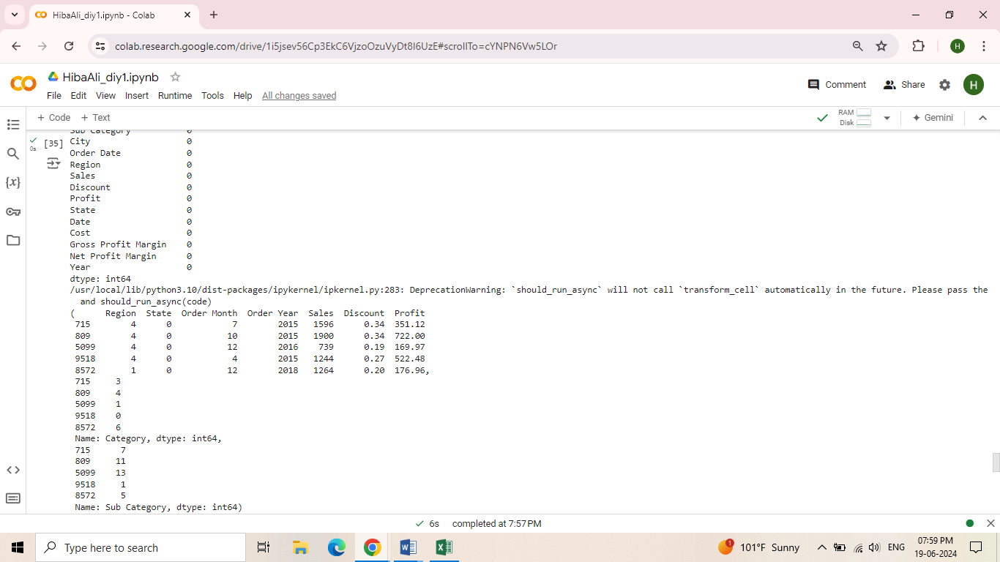 HibaAli_diy1.ipynb - Colab
colab.research.google.com/drive/1i5jsev56Cp3EkC6VjzoOzuVyDt8I6UzE#scrollTo=cYNPN6Vw5LOr
H
HibaAli_diy1.ipynb
File Edit View Insert Runtime Tools Help All changes saved
Comment Share H
+ Code + Text
RAM
Disk
Gemini
Sub Category 0
[35] City 0
0s
Order Date 0
Region 0
Sales 0
Discount 0
Profit 0
State 0
Date 0
Cost 0
Gross Profit Margin 0
Net Profit Margin 0
Year 0
dtype: int64
/usr/local/lib/python3.10/dist-packages/ipykernel/ipkernel.py:283: DeprecationWarning: `should_run_async` will not call `transform_cell` automatically in the future. Please pass the
and should_run_async(code)
( Region State Order Month Order Year Sales Discount Profit
715 4 0 7 2015 1596 0.34 351.12
809 4 0 10 2015 1900 0.34 722.00
5099 4 0 12 2016 739 0.19 169.97
9518 4 0 4 2015 1244 0.27 522.48
8572 1 0 12 2018 1264 0.20 176.96,
715 3
809 4
5099 1
9518 0
8572 6
Name: Category, dtype: int64,
715 7
809 11
5099 13
9518 1
8572 5
Name: Sub Category, dtype: int64)
6s completed at 7:57 PM
Type here to search
1
101°F Sunny
ENG
07:59 PM
19-06-2024